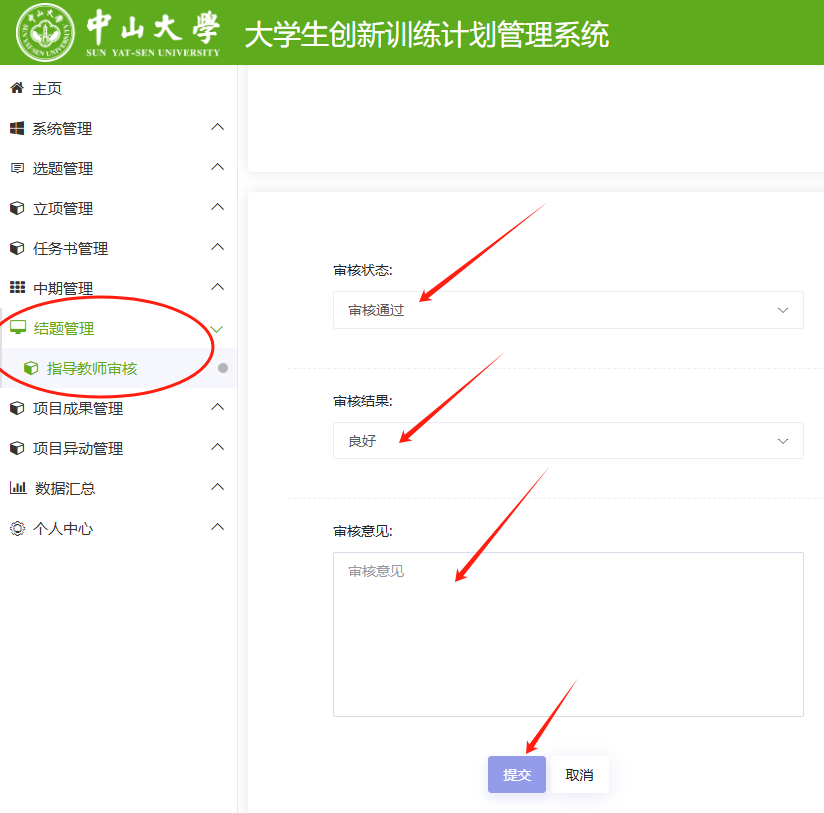 中山大學
SUN YAT-SEN UNIVERSITY
大学生创新训练计划管理系统
主页
系统管理
选题管理
立项管理
任务书管理
中期管理
结题管理
指导教师审核
项目成果管理
项目异动管理
数据汇总
个人中心
审核状态:
审核通过
审核结果:
良好
审核意见:
审核意见
提交
取消